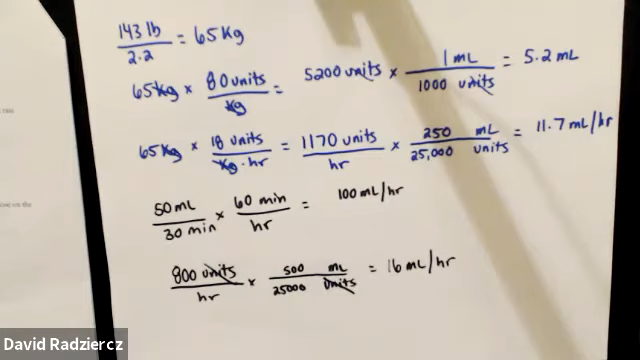 143 lb / 2.2 = 65 Kg
65 kg × 80 units / kg = 5200 units × 1 mL / 1000 units = 5.2 mL
65 kg × 18 units / kg · hr = 1170 units / hr × 250 mL / 25,000 units = 11.7 mL/hr
50 mL / 30 min × 60 min / hr = 100 mL/hr
800 units / hr × 500 mL / 25000 units = 16 mL/hr
David Radziercz